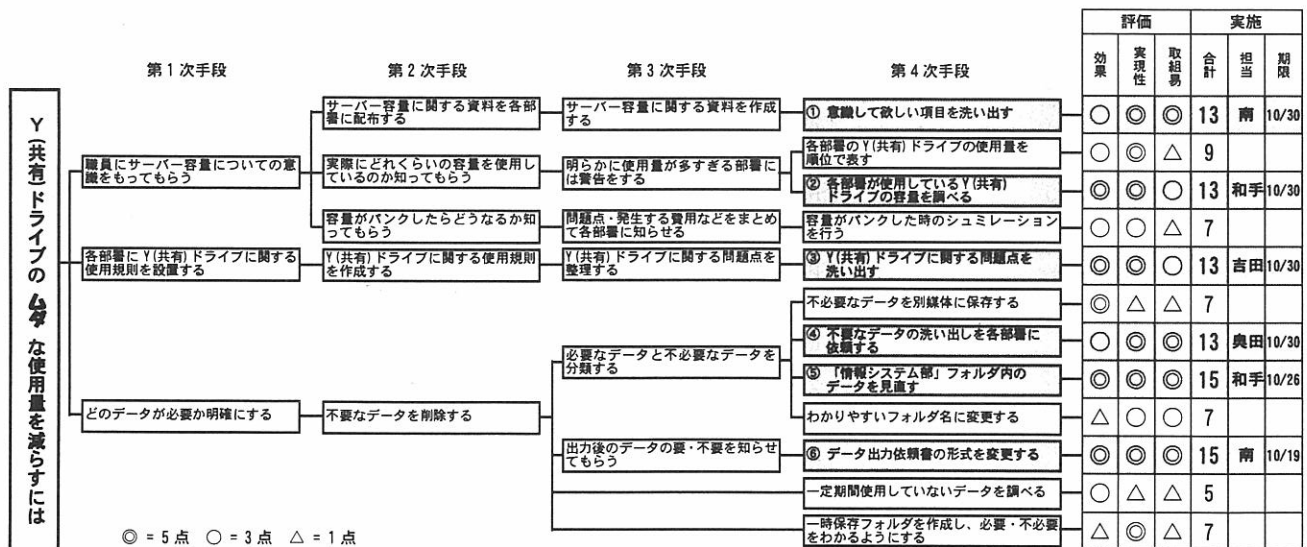 評価
実施
第1次手段
第2次手段
第3次手段
第4次手段
効果
実現性
取組易
合計
担当
期限
Y(共有)ドライブの ムダ な使用量を減らすには
職員にサーバー容量についての意
識をもってもらう
各部署にY(共有)ドライブに関する
使用規則を設置する
どのデータが必要か明確にする
サーバー容量に関する資料を各部
署に配布する
実際にどれくらいの容量を使用し
ているのか知ってもらう
容量がパンクしたらどうなるか知
ってもらう
Y(共有)ドライブに関する使用規則
を作成する
不要なデータを削除する
サーバー容量に関する資料を作成
する
明らかに使用量が多すぎる部署に
は警告をする
問題点・発生する費用などをまとめ
て各部署に知らせる
Y(共有)ドライブに関する問題点を
整理する
必要なデータと不必要なデータを
分類する
出力後のデータの要・不要を知らせ
てもらう
① 意識して欲しい項目を洗い出す
○ ◎ ◎ 13 南 10/30
各部署のY(共有)ドライブの使用量を
順位で表す
○ ◎ △ 9
② 各部署が使用しているY(共有)
ドライブの容量を調べる
◎ ◎ ○ 13 和手 10/30
容量がパンクした時のシュミレーション
を行う
○ ○ △ 7
③ Y(共有)ドライブに関する問題点を
洗い出す
◎ ◎ ○ 13 吉田 10/30
不必要なデータを別媒体に保存する
◎ △ △ 7
④ 不要なデータの洗い出しを各部署に
依頼する
○ ◎ ◎ 13 奥田 10/30
⑤ 「情報システム部」フォルダ内の
データを見直す
◎ ◎ ◎ 15 和手 10/26
わかりやすいフォルダ名に変更する
△ ○ ○ 7
⑥ データ出力依頼書の形式を変更する
◎ ◎ ◎ 15 南 10/19
一定期間使用していないデータを調べる
○ △ △ 5
一時保存フォルダを作成し、必要・不必要
をわかるようにする
△ ◎ △ 7
◎ = 5点 ○ = 3点 △ = 1点